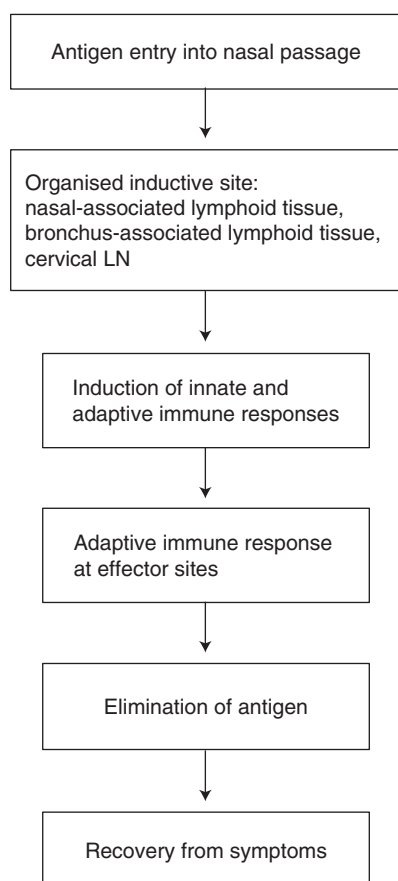 Antigen entry into nasal passage
Organised inductive site:
nasal-associated lymphoid tissue,
bronchus-associated lymphoid tissue,
cervical LN
Induction of innate and
adaptive immune responses
Adaptive immune response
at effector sites
Elimination of antigen
Recovery from symptoms